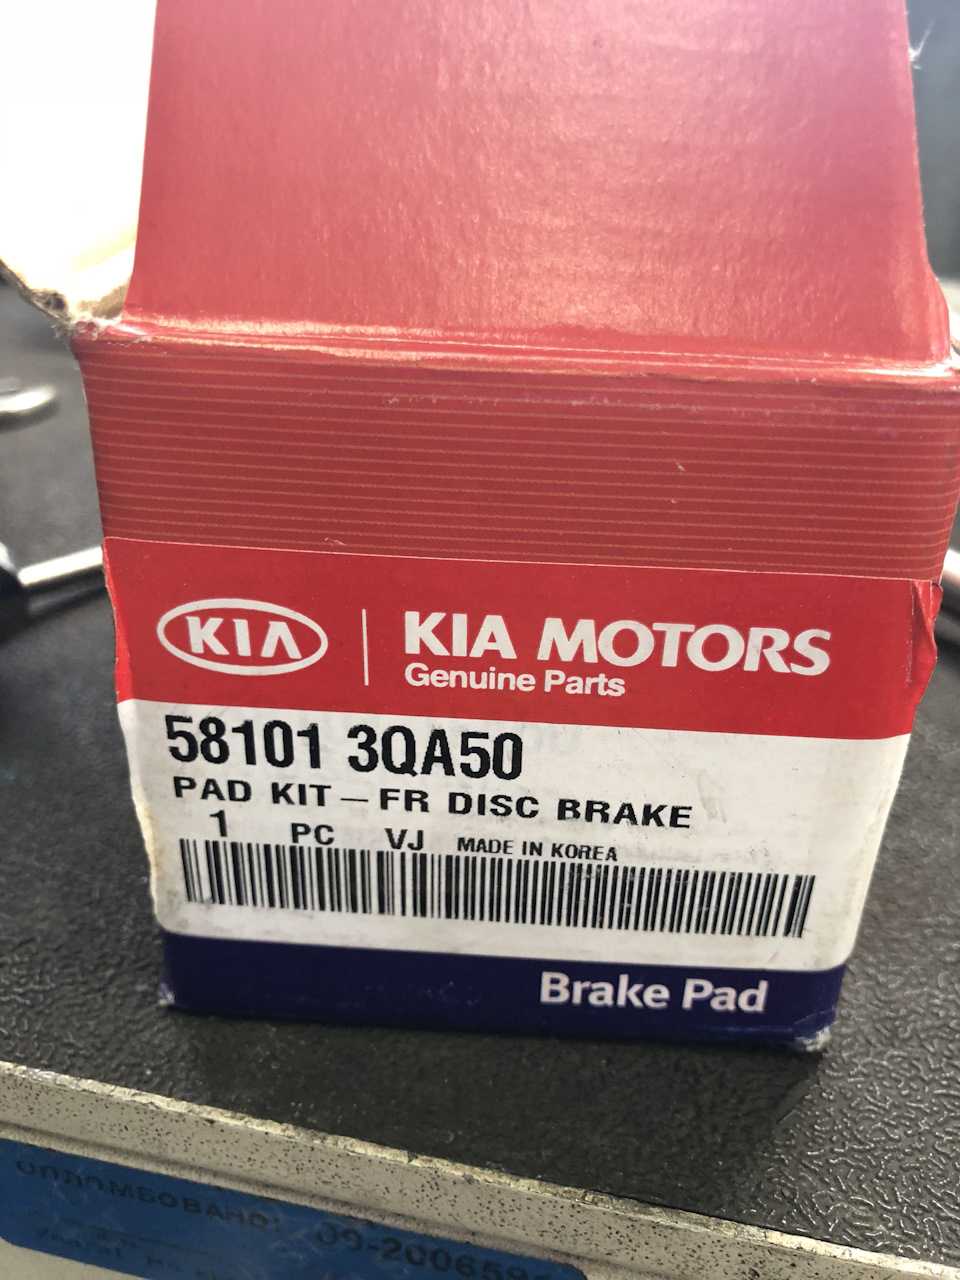 KIA
KIA MOTORS
Genuine Parts
58101 3QA50
PAD KIT – FR DISC BRAKE
1 PC VJ MADE IN KOREA
Brake Pad
ОПЛОМБОВАНО!